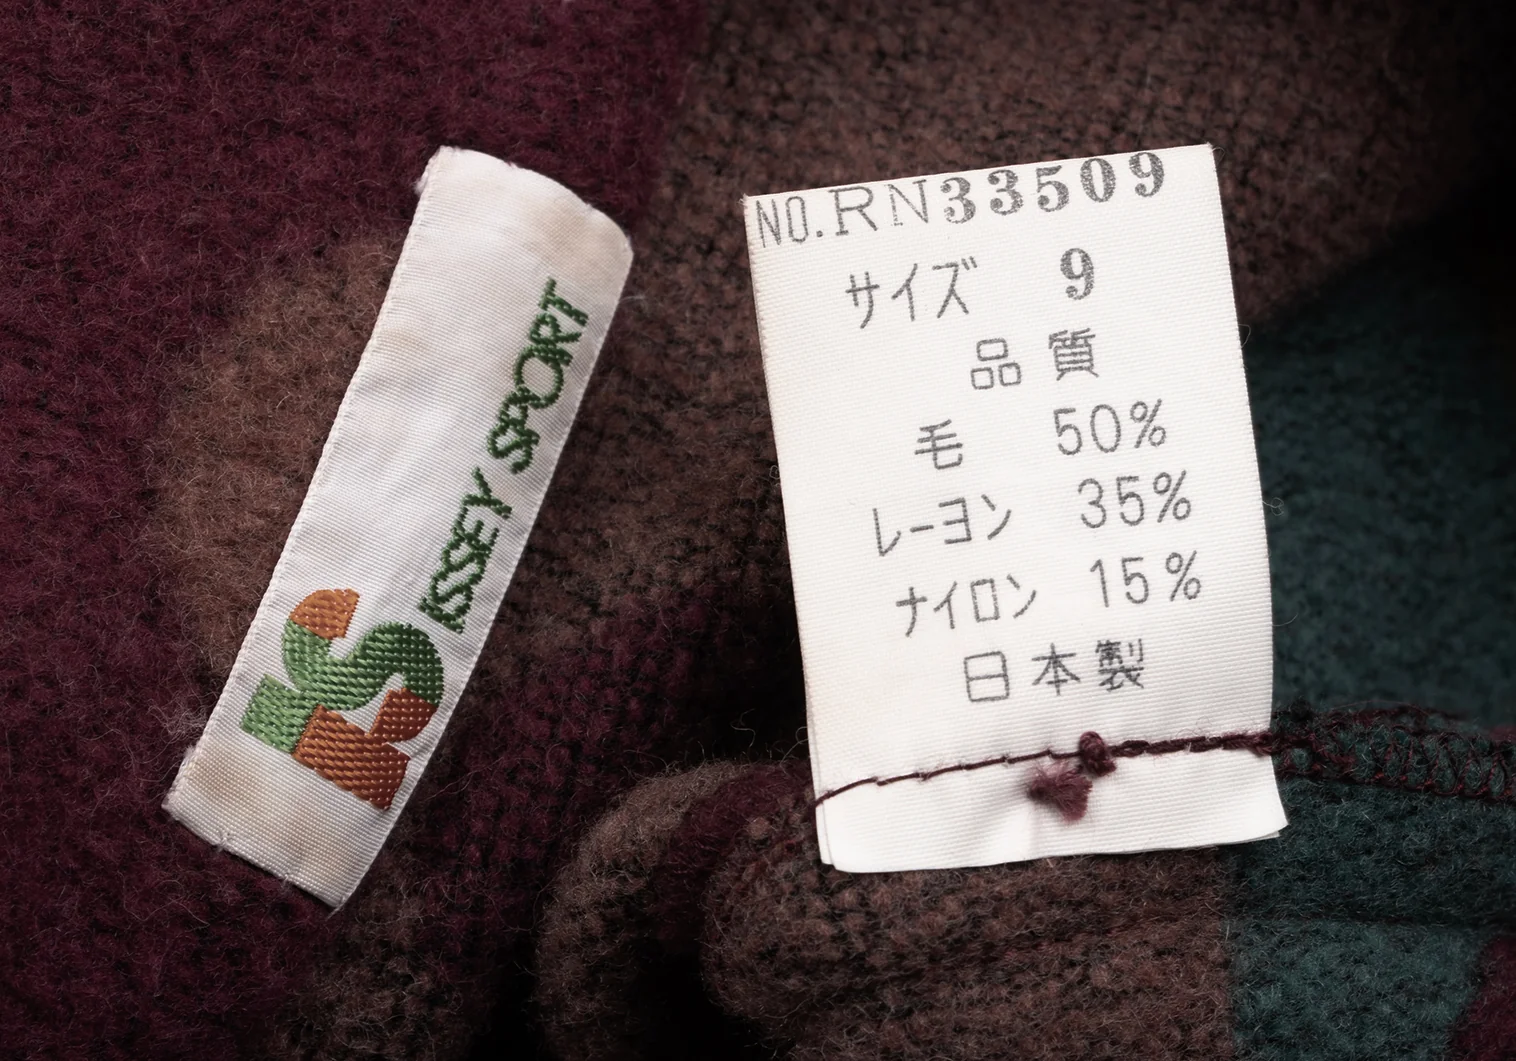 ISSEY SPORT
IS
NO.RN33509
サイズ 9
品質
毛 50%
レーヨン 35%
ナイロン 15%
日本製